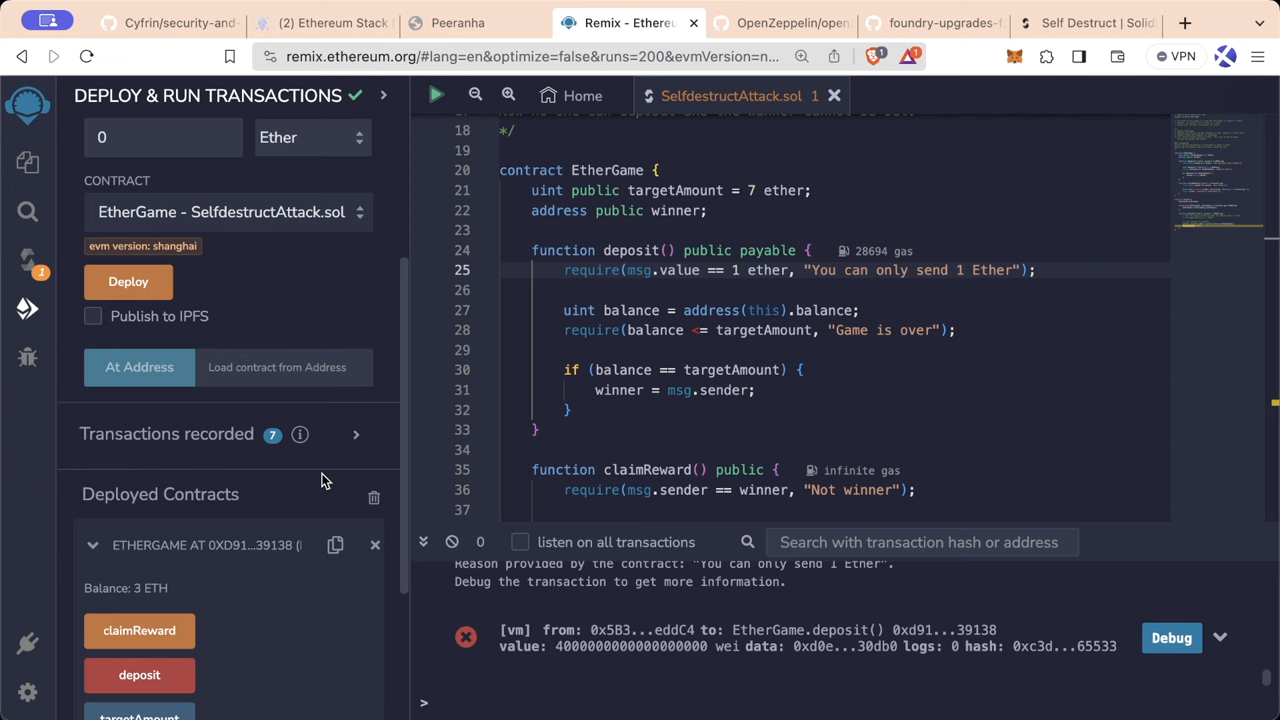 Cyfrin/security-and-
(2) Ethereum Stack
Peeranha
Remix - Ethereu
OpenZeppelin/open
foundry-upgrades-f
Self Destruct | Solid
remix.ethereum.org/#lang=en&optimize=false&runs=200&evmVersion=n...
1
VPN
DEPLOY & RUN TRANSACTIONS
0
Ether
CONTRACT
EtherGame - SelfdestructAttack.sol
evm version: shanghai
1
Deploy
Publish to IPFS
At Address
Load contract from Address
Transactions recorded 7 i
Deployed Contracts
ETHERGAME AT 0XD91...39138 (
Balance: 3 ETH
claimReward
deposit
targetAmount
Home
SelfdestructAttack.sol 1
18 */
19
20 contract EtherGame {
21 uint public targetAmount = 7 ether;
22 address public winner;
23
24 function deposit() public payable { 28694 gas
25 require(msg.value == 1 ether, "You can only send 1 Ether");
26
27 uint balance = address(this).balance;
28 require(balance <= targetAmount, "Game is over");
29
30 if (balance == targetAmount) {
31 winner = msg.sender;
32 }
33 }
34
35 function claimReward() public { infinite gas
36 require(msg.sender == winner, "Not winner");
37
0
listen on all transactions
Search with transaction hash or address
Reason provided by the contract: "You can only send 1 Ether".
Debug the transaction to get more information.
[vm] from: 0x5B3...eddC4 to: EtherGame.deposit() 0xd91...39138
value: 4000000000000000000 wei data: 0xd0e...30db0 logs: 0 hash: 0xc3d...65533
Debug
>